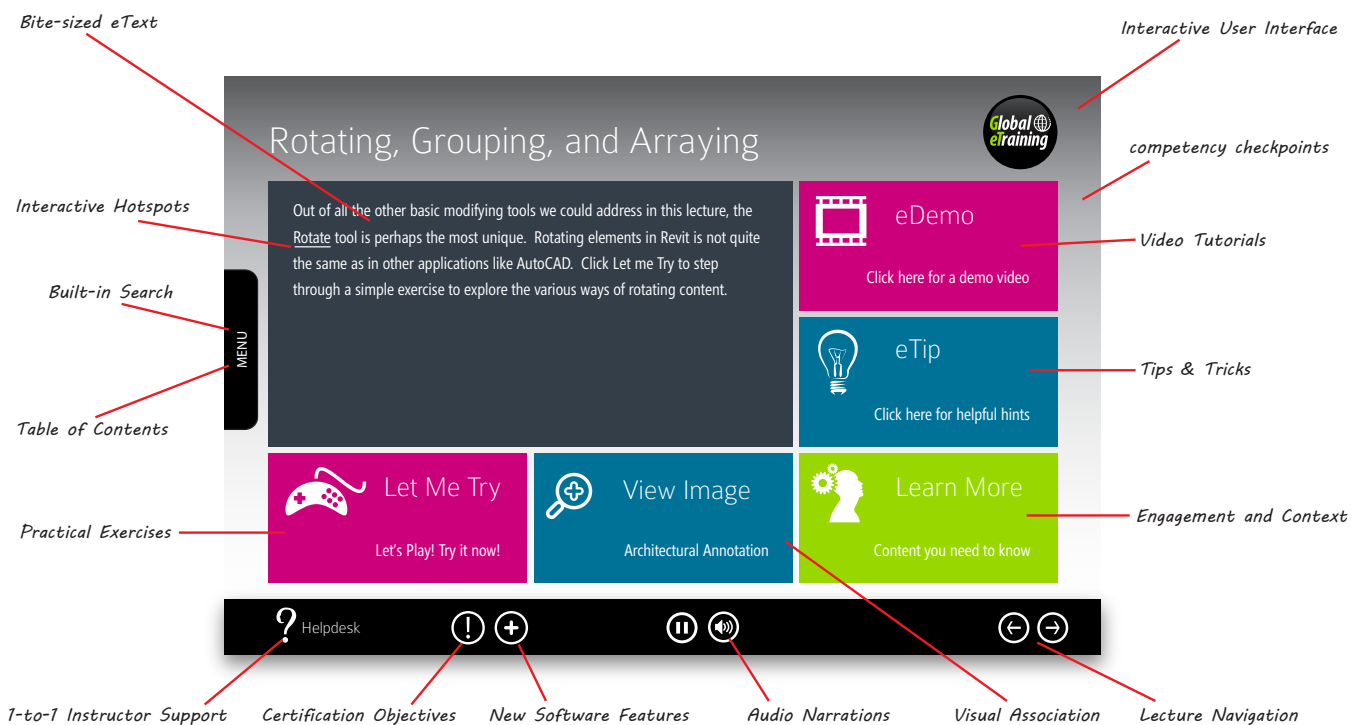 Bite-sized eText
Interactive User Interface
Rotating, Grouping, and Arraying
Global
eTraining
competency checkpoints
Interactive Hotspots
Out of all the other basic modifying tools we could address in this lecture, the
Rotate tool is perhaps the most unique.  Rotating elements in Revit is not quite
the same as in other applications like AutoCAD.  Click Let me Try to step
through a simple exercise to explore the various ways of rotating content.
eDemo
Click here for a demo video
Video Tutorials
Built-in Search
MENU
Table of Contents
eTip
Click here for helpful hints
Tips & Tricks
Practical Exercises
Let Me Try
Let's Play! Try it now!
View Image
Architectural Annotation
Learn More
Content you need to know
Engagement and Context
? Helpdesk
1-to-1 Instructor Support
Certification Objectives
New Software Features
Audio Narrations
Visual Association
Lecture Navigation